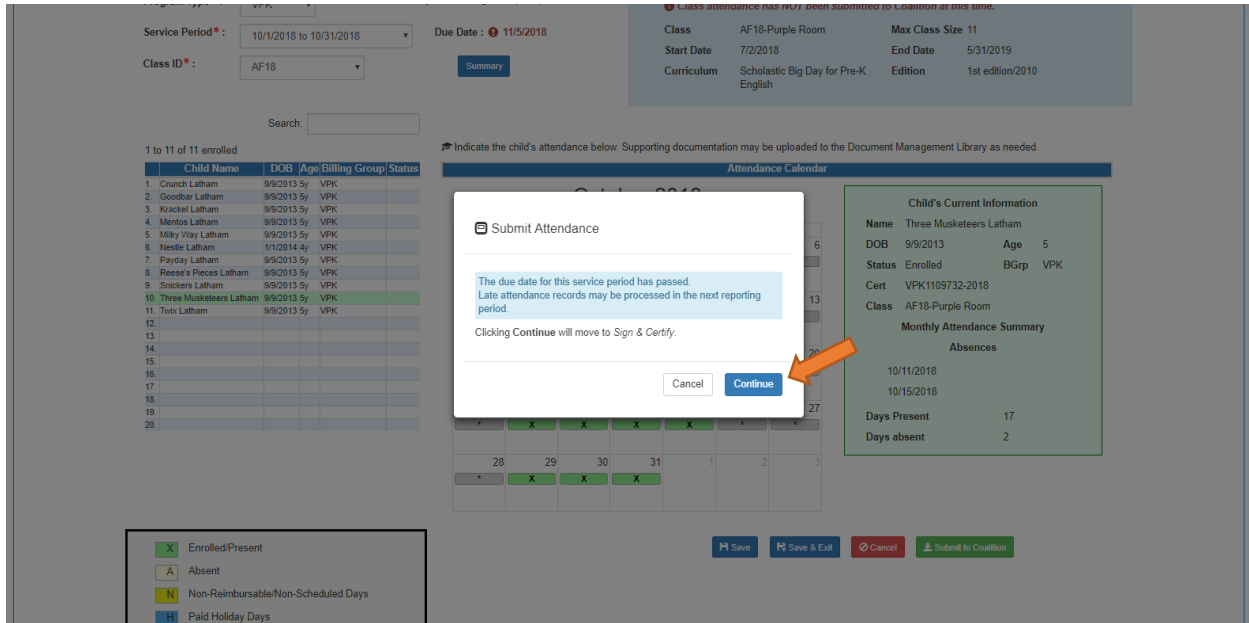 Service Period* :
10/1/2018 to 10/31/2018
Due Date : 11/5/2018
Class ID* :
AF18
Summary
Class attendance has NOT been submitted to Coalition at this time.
Class AF18-Purple Room Max Class Size 11
Start Date 7/2/2018 End Date 5/31/2019
Curriculum Scholastic Big Day for Pre-K Edition 1st edition/2010
English
Search:
1 to 11 of 11 enrolled
Indicate the child's attendance below. Supporting documentation may be uploaded to the Document Management Library as needed.
Child Name DOB Age Billing Group Status
1. Crunch Latham 9/9/2013 5y VPK
2. Goodbar Latham 9/9/2013 5y VPK
3. Krackel Latham 9/9/2013 5y VPK
4. Mentos Latham 9/9/2013 5y VPK
5. Milky Way Latham 9/9/2013 5y VPK
6. Nestle Latham 1/1/2014 4y VPK
7. Payday Latham 9/9/2013 5y VPK
8. Reese's Pieces Latham 9/9/2013 5y VPK
9. Snickers Latham 9/9/2013 5y VPK
10. Three Musketeers Latham 9/9/2013 5y VPK
11. Twix Latham 9/9/2013 5y VPK
12.
13.
14.
15.
16.
17.
18.
19.
20.
Attendance Calendar
Submit Attendance
The due date for this service period has passed.
Late attendance records may be processed in the next reporting
period.
Clicking Continue will move to Sign & Certify.
Cancel Continue
6
13
27
* X X X X * *
28 29 30 31 1 2 3
* X X X
Child's Current Information
Name Three Musketeers Latham
DOB 9/9/2013 Age 5
Status Enrolled BGrp VPK
Cert VPK1109732-2018
Class AF18-Purple Room
Monthly Attendance Summary
Absences
10/11/2018
10/15/2018
Days Present 17
Days absent 2
Save Save & Exit Cancel Submit to Coalition
X Enrolled/Present
A Absent
N Non-Reimbursable/Non-Scheduled Days
H Paid Holiday Days